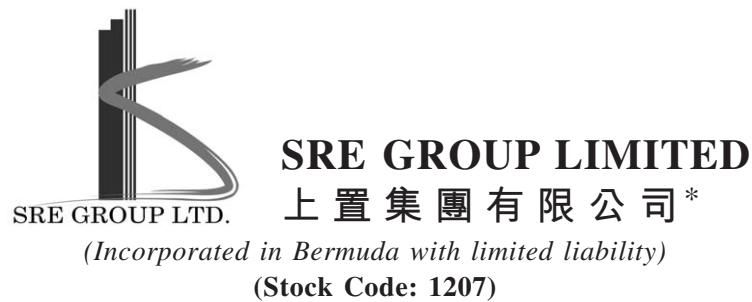 SRE GROUP LTD.
SRE GROUP LIMITED
上置集團有限公司*
(Incorporated in Bermuda with limited liability)
(Stock Code: 1207)